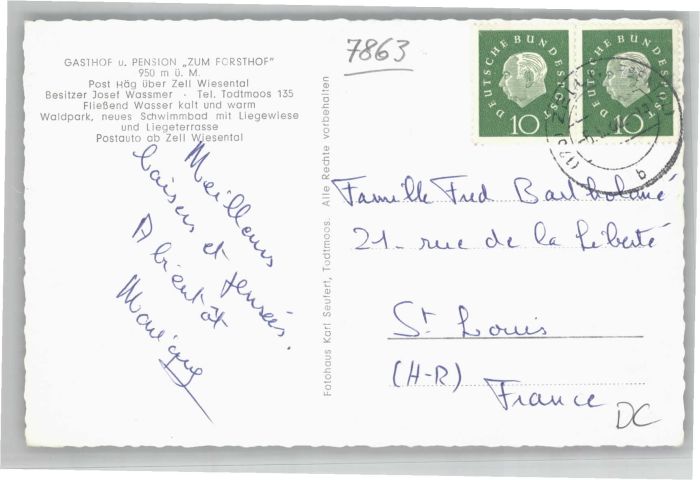 GASTHOF u. PENSION „ZUM FORSTHOF"
950 m ü. M.
Post Häg über Zell Wiesental
Besitzer Josef Wassmer · Tel. Todtmoos 135
Fließend Wasser kalt und warm
Waldpark, neues Schwimmbad mit Liegewiese
und Liegeterrasse
Postauto ab Zell Wiesental
Meilleurs
baisers et pensées.
A bientôt
Monique
Fotohaus Karl Seufert, Todtmoos. Alle Rechte vorbehalten
7863
DEUTSCHE BUNDESPOST
10
DEUTSCHE BUNDESPOST
10
ZELL
b
Famille Fred Bartholomé
21- rue de la Liberté
St Louis
(H-R)
France
DC